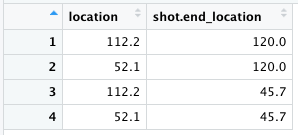 location shot.end_location
1 112.2 120.0
2 52.1 120.0
3 112.2 45.7
4 52.1 45.7